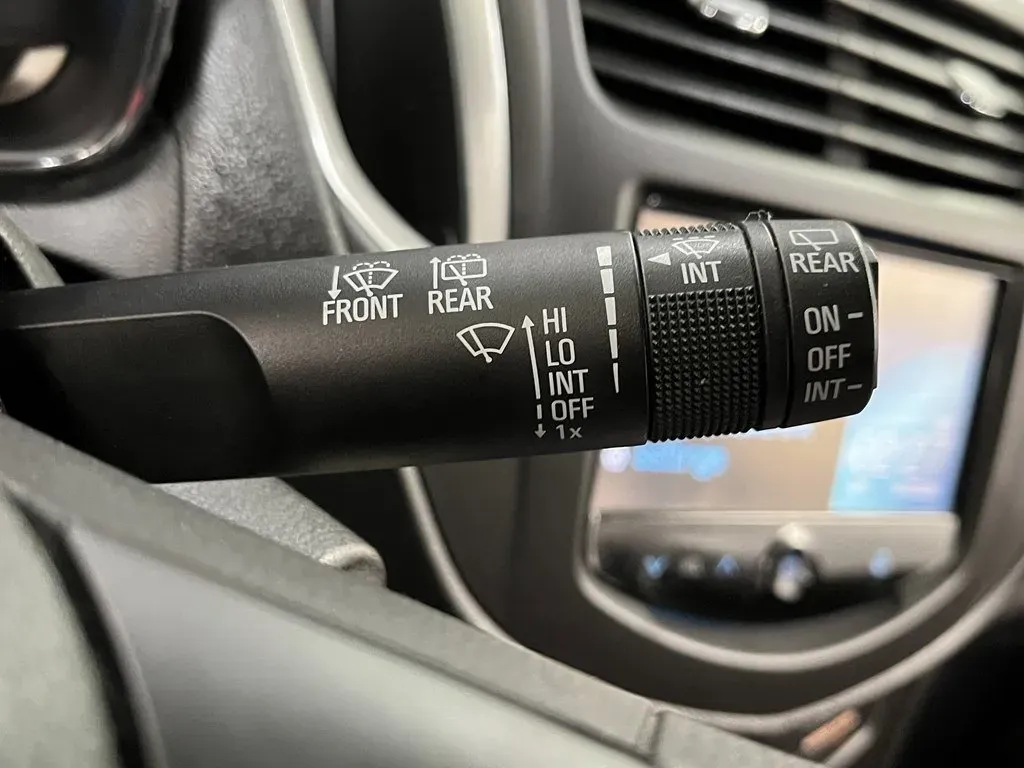 FRONT
REAR
HI
LO
INT
OFF
1x
INT
REAR
ON
OFF
INT